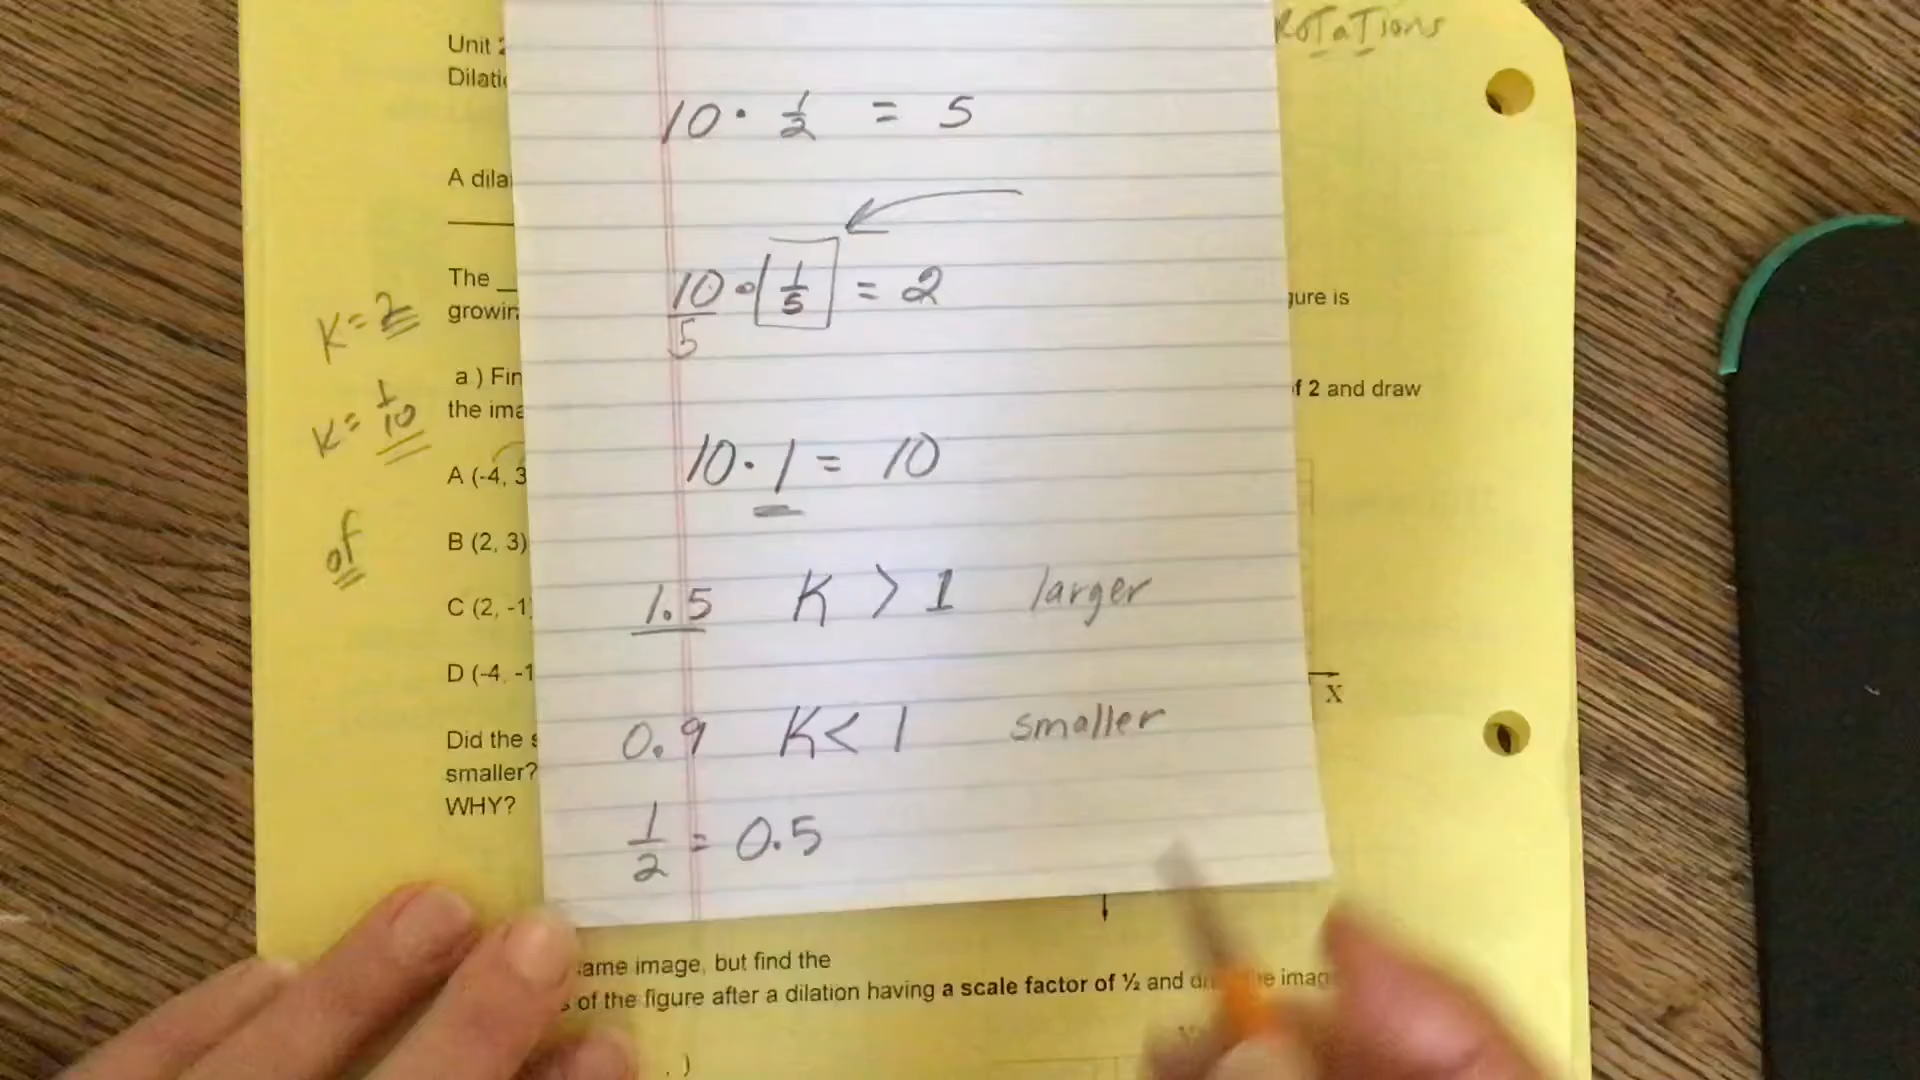 RoTaTions
Unit 2
Dilati
10 · 1/2 = 5
A dila
10 · 1/5 = 2
5
The
growin
gure is
K = 2
a ) Fin
f 2 and draw
the ima
K = 1/10
10 · 1 = 10
A (-4, 3
of
B (2, 3)
1.5 K > 1 larger
C (2, -1
D (-4, -1
X
0.9 K < 1 smaller
Did the s
smaller?
WHY?
1/2 = 0.5
ame image, but find the
s of the figure after a dilation having a scale factor of ½ and
imag
. )